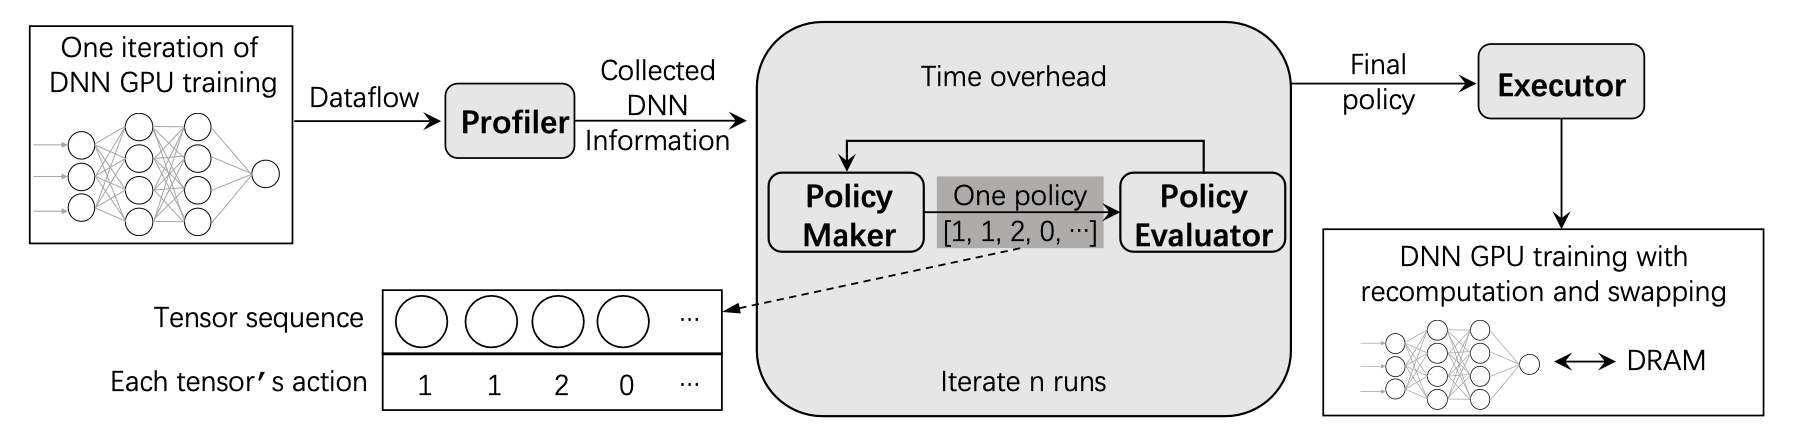 One iteration of
DNN GPU training
Dataflow
Profiler
Collected
DNN
Information
Time overhead
Policy
Maker
One policy
[1, 1, 2, 0, ···]
Policy
Evaluator
Iterate n runs
Final
policy
Executor
DNN GPU training with
recomputation and swapping
DRAM
Tensor sequence
···
Each tensor′s action
1 1 2 0 ···